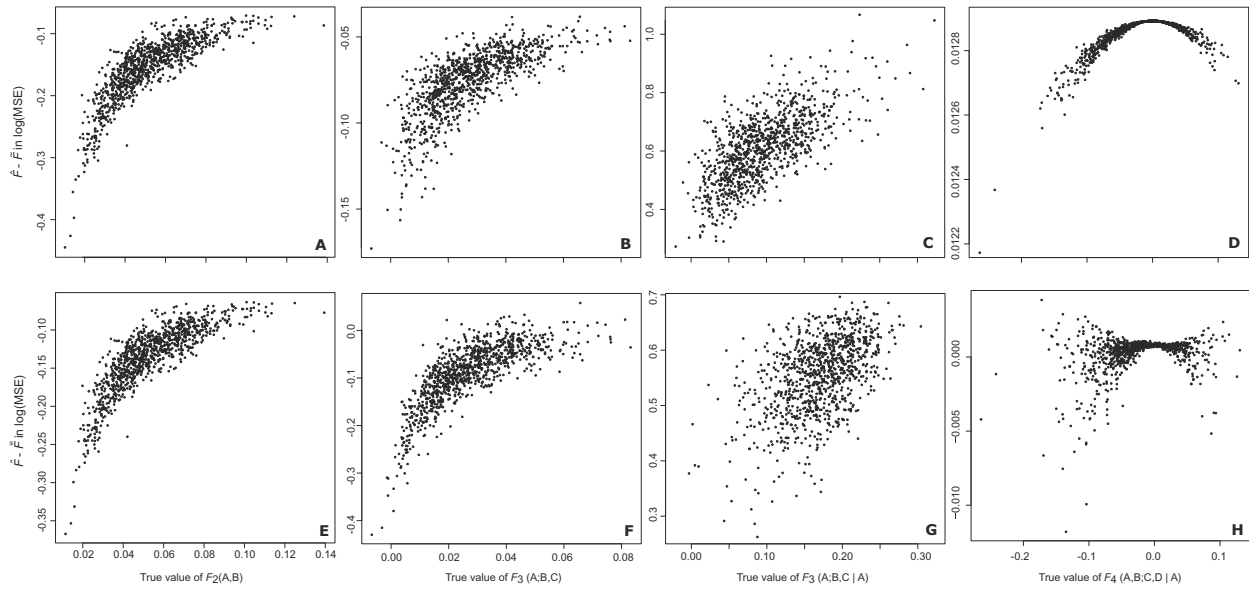 F̂ - F̃ in log(MSE)
-0.1
-0.2
-0.3
-0.4
A
-0.05
-0.10
-0.15
B
1.0
0.8
0.6
0.4
C
0.0128
0.0126
0.0124
0.0122
D
F̂ - F̃̃ in log(MSE)
-0.10
-0.15
-0.20
-0.25
-0.30
-0.35
E
0.02 0.04 0.06 0.08 0.10 0.12 0.14
True value of F₂(A,B)
0.0
-0.1
-0.2
-0.3
-0.4
F
0.00 0.02 0.04 0.06 0.08
True value of F₃ (A;B,C)
0.7
0.6
0.5
0.4
0.3
G
0.00 0.05 0.10 0.15 0.20 0.25 0.30
True value of F₃ (A;B,C | A)
0.000
-0.005
-0.010
H
-0.2 -0.1 0.0 0.1
True value of F₄ (A,B;C,D | A)